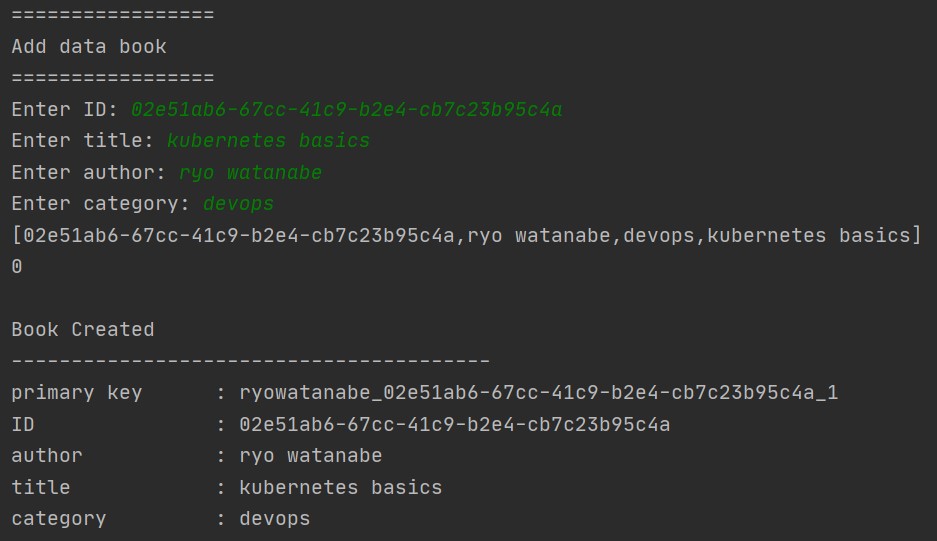 =================
Add data book
=================
Enter ID: 02e51ab6-67cc-41c9-b2e4-cb7c23b95c4a
Enter title: kubernetes basics
Enter author: ryo watanabe
Enter category: devops
[02e51ab6-67cc-41c9-b2e4-cb7c23b95c4a,ryo watanabe,devops,kubernetes basics]
0
Book Created
----------------------------------------
primary key      : ryowatanabe_02e51ab6-67cc-41c9-b2e4-cb7c23b95c4a_1
ID               : 02e51ab6-67cc-41c9-b2e4-cb7c23b95c4a
author           : ryo watanabe
title            : kubernetes basics
category         : devops